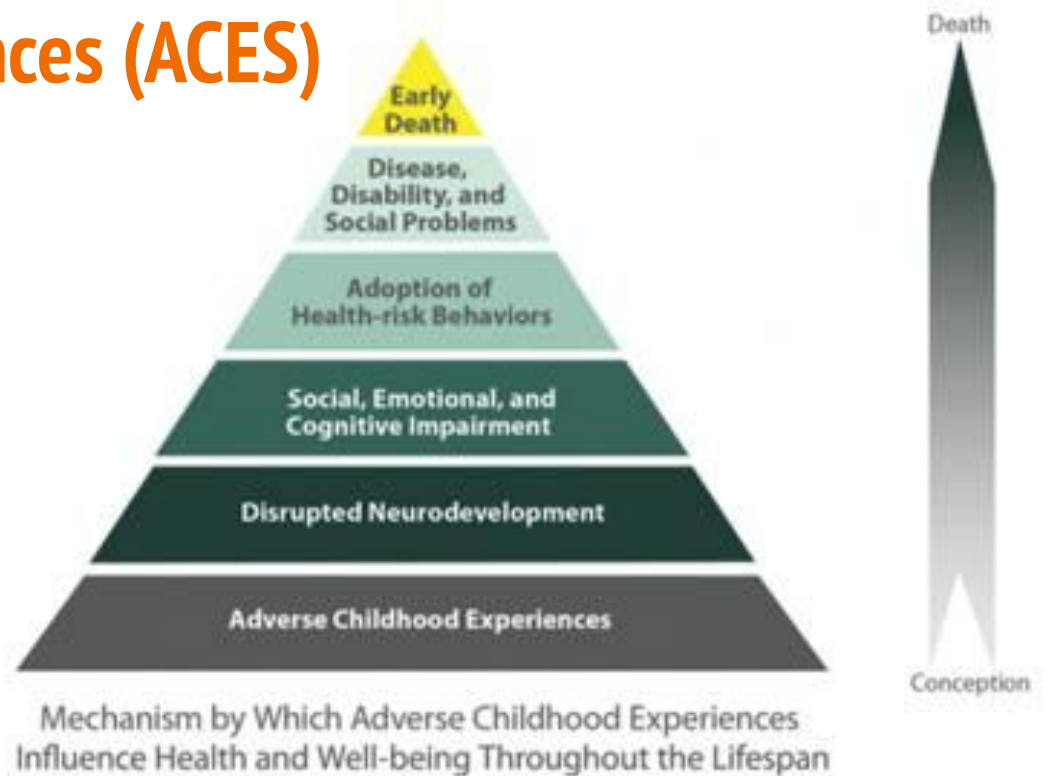 nces (ACES)
Early
Death
Disease,
Disability, and
Social Problems
Adoption of
Health-risk Behaviors
Social, Emotional, and
Cognitive Impairment
Disrupted Neurodevelopment
Adverse Childhood Experiences
Mechanism by Which Adverse Childhood Experiences
Influence Health and Well-being Throughout the Lifespan
Death
Conception